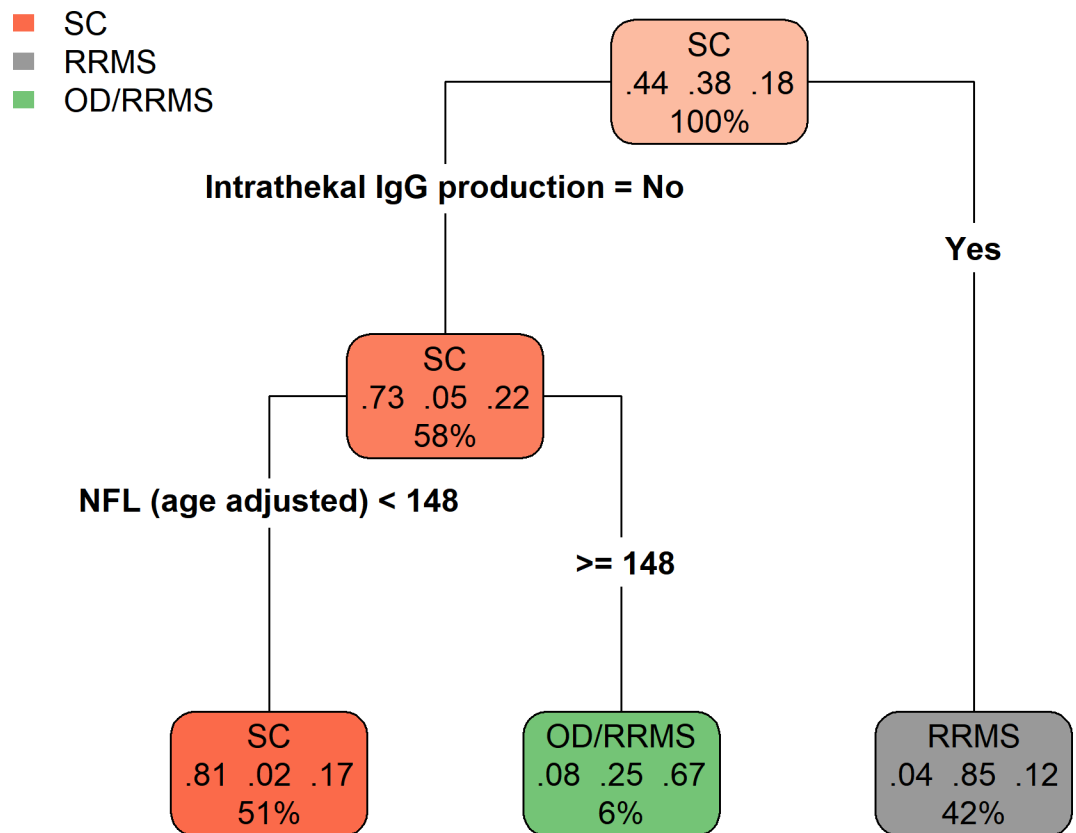 SC
RRMS
OD/RRMS
SC
.44 .38 .18
100%
Intrathekal IgG production = No
Yes
SC
.73 .05 .22
58%
NFL (age adjusted) < 148
>= 148
SC
.81 .02 .17
51%
OD/RRMS
.08 .25 .67
6%
RRMS
.04 .85 .12
42%